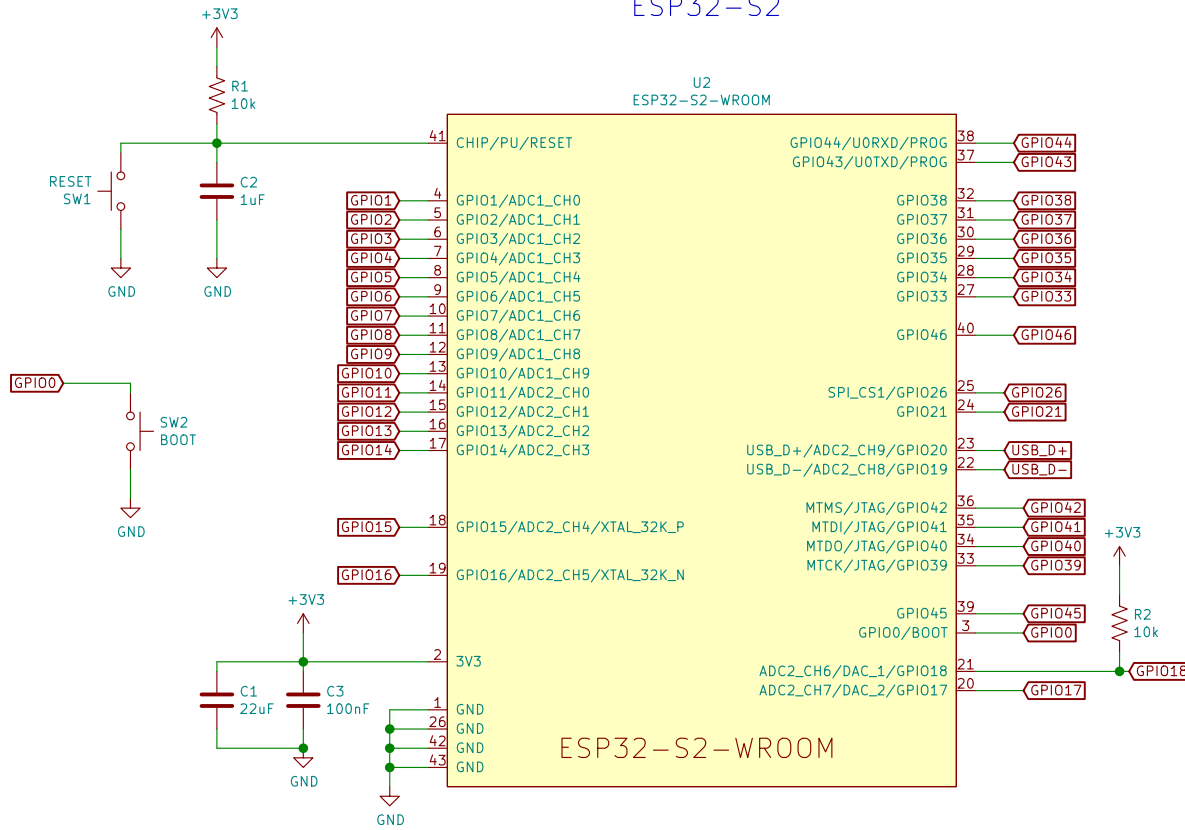 ESP32-S2
+3V3
R1
10k
U2
ESP32-S2-WROOM
41 CHIP/PU/RESET
GPIO44/U0RXD/PROG 38 GPIO44
GPIO43/U0TXD/PROG 37 GPIO43
RESET
SW1
C2
1uF
GND
GND
GPIO1 4 GPIO1/ADC1_CH0
GPIO2 5 GPIO2/ADC1_CH1
GPIO3 6 GPIO3/ADC1_CH2
GPIO4 7 GPIO4/ADC1_CH3
GPIO5 8 GPIO5/ADC1_CH4
GPIO6 9 GPIO6/ADC1_CH5
GPIO7 10 GPIO7/ADC1_CH6
GPIO8 11 GPIO8/ADC1_CH7
GPIO9 12 GPIO9/ADC1_CH8
GPIO10 13 GPIO10/ADC1_CH9
GPIO11 14 GPIO11/ADC2_CH0
GPIO12 15 GPIO12/ADC2_CH1
GPIO13 16 GPIO13/ADC2_CH2
GPIO14 17 GPIO14/ADC2_CH3
GPIO38 32 GPIO38
GPIO37 31 GPIO37
GPIO36 30 GPIO36
GPIO35 29 GPIO35
GPIO34 28 GPIO34
GPIO33 27 GPIO33
GPIO46 40 GPIO46
SPI_CS1/GPIO26 25 GPIO26
GPIO21 24 GPIO21
USB_D+/ADC2_CH9/GPIO20 23 USB_D+
USB_D-/ADC2_CH8/GPIO19 22 USB_D-
GPIO0
SW2
BOOT
GND
GPIO15 18 GPIO15/ADC2_CH4/XTAL_32K_P
GPIO16 19 GPIO16/ADC2_CH5/XTAL_32K_N
MTMS/JTAG/GPIO42 36 GPIO42
MTDI/JTAG/GPIO41 35 GPIO41
MTDO/JTAG/GPIO40 34 GPIO40
MTCK/JTAG/GPIO39 33 GPIO39
+3V3
R2
10k
GPIO45 39 GPIO45
GPIO0/BOOT 3 GPIO0
ADC2_CH6/DAC_1/GPIO18 21 GPIO18
ADC2_CH7/DAC_2/GPIO17 20 GPIO17
+3V3
2 3V3
C1
22uF
C3
100nF
GND
1 GND
26 GND
42 GND
43 GND
GND
ESP32-S2-WROOM